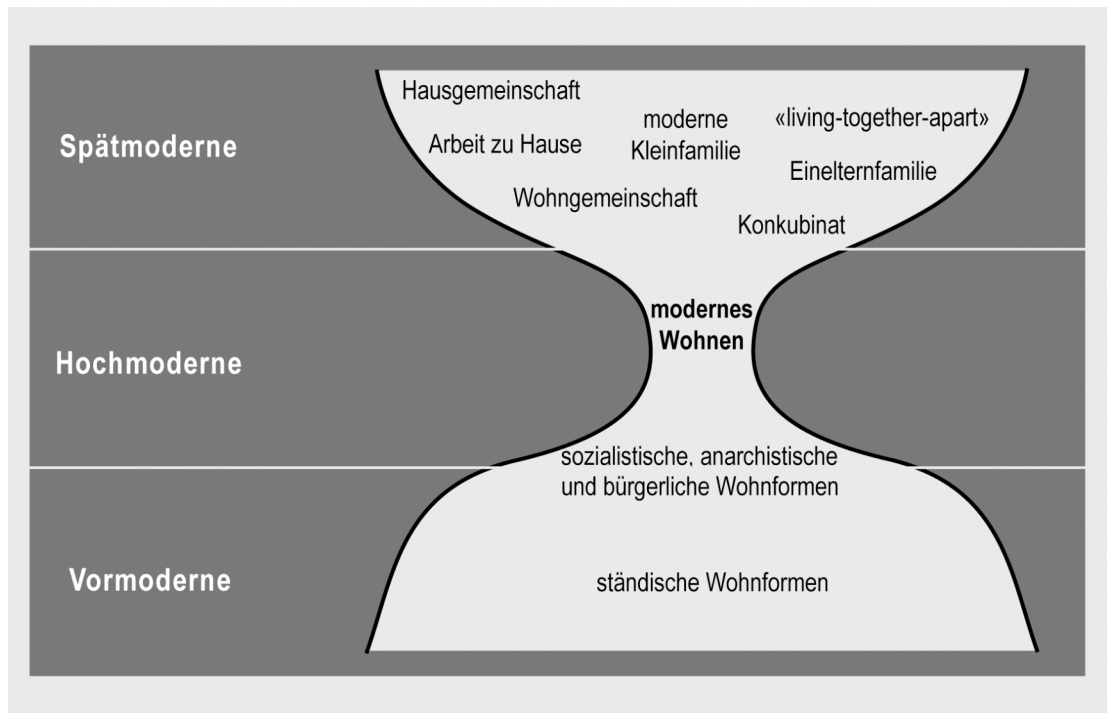 Spätmoderne
Hausgemeinschaft
Arbeit zu Hause
moderne
Kleinfamilie
«living-together-apart»
Einelternfamilie
Wohngemeinschaft
Konkubinat
Hochmoderne
modernes
Wohnen
sozialistische, anarchistische
und bürgerliche Wohnformen
Vormoderne
ständische Wohnformen